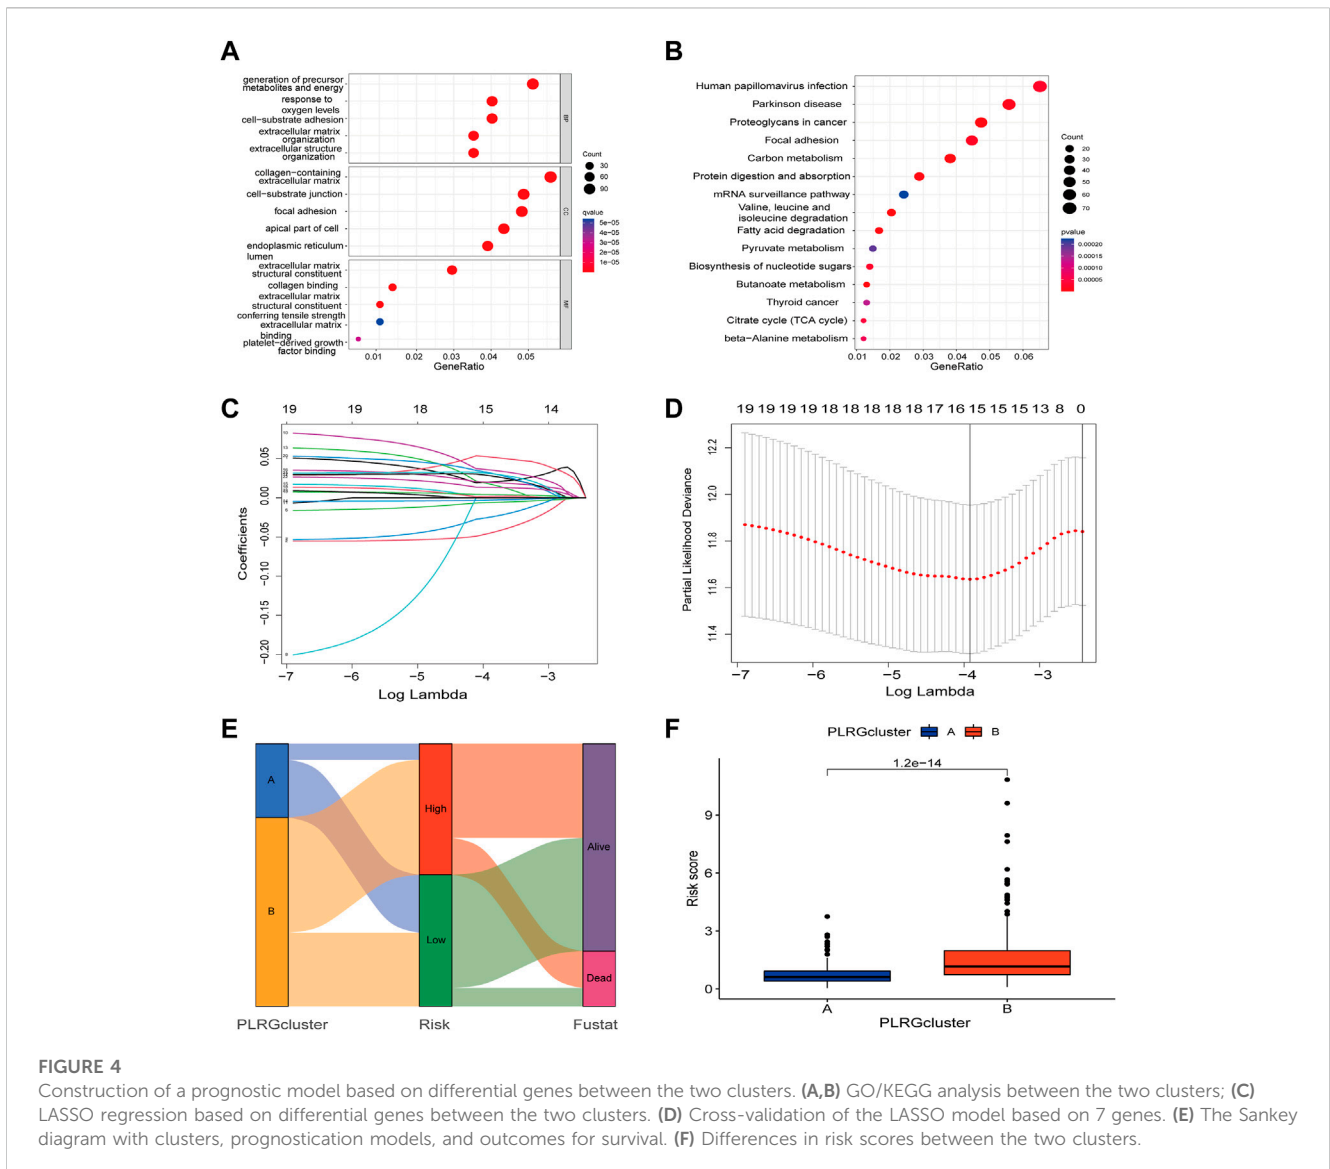 A
generation of precursor
metabolites and energy
response to
oxygen levels
cell−substrate adhesion
extracellular matrix
organization
extracellular structure
organization
collagen−containing
extracellular matrix
cell−substrate junction
focal adhesion
apical part of cell
endoplasmic reticulum
lumen
extracellular matrix
structural constituent
collagen binding
extracellular matrix
structural constituent
conferring tensile strength
extracellular matrix
binding
platelet−derived growth
factor binding
BP
CC
MF
0.01 0.02 0.03 0.04 0.05
GeneRatio
Count
30
60
90
qvalue
5e−05
4e−05
3e−05
2e−05
1e−05
B
Human papillomavirus infection
Parkinson disease
Proteoglycans in cancer
Focal adhesion
Carbon metabolism
Protein digestion and absorption
mRNA surveillance pathway
Valine, leucine and
isoleucine degradation
Fatty acid degradation
Pyruvate metabolism
Biosynthesis of nucleotide sugars
Butanoate metabolism
Thyroid cancer
Citrate cycle (TCA cycle)
beta−Alanine metabolism
0.01 0.02 0.03 0.04 0.05 0.06
GeneRatio
Count
20
30
40
50
60
70
pvalue
0.00020
0.00015
0.00010
0.00005
C
19 19 18 15 14
Coefficients
0.05
0.00
−0.05
−0.10
−0.15
−0.20
−7 −6 −5 −4 −3
Log Lambda
D
19 19 19 19 18 18 18 18 18 18 17 16 15 15 15 13 8 0
Partial Likelihood Deviance
12.2
12.0
11.8
11.6
11.4
−7 −6 −5 −4 −3
Log Lambda
E
A
B
High
Low
Alive
Dead
PLRGcluster Risk Fustat
F
PLRGcluster A B
1.2e−14
Risk score
9
6
3
0
A B
PLRGcluster
FIGURE 4
Construction of a prognostic model based on differential genes between the two clusters. (A,B) GO/KEGG analysis between the two clusters; (C)
LASSO regression based on differential genes between the two clusters. (D) Cross-validation of the LASSO model based on 7 genes. (E) The Sankey
diagram with clusters, prognostication models, and outcomes for survival. (F) Differences in risk scores between the two clusters.